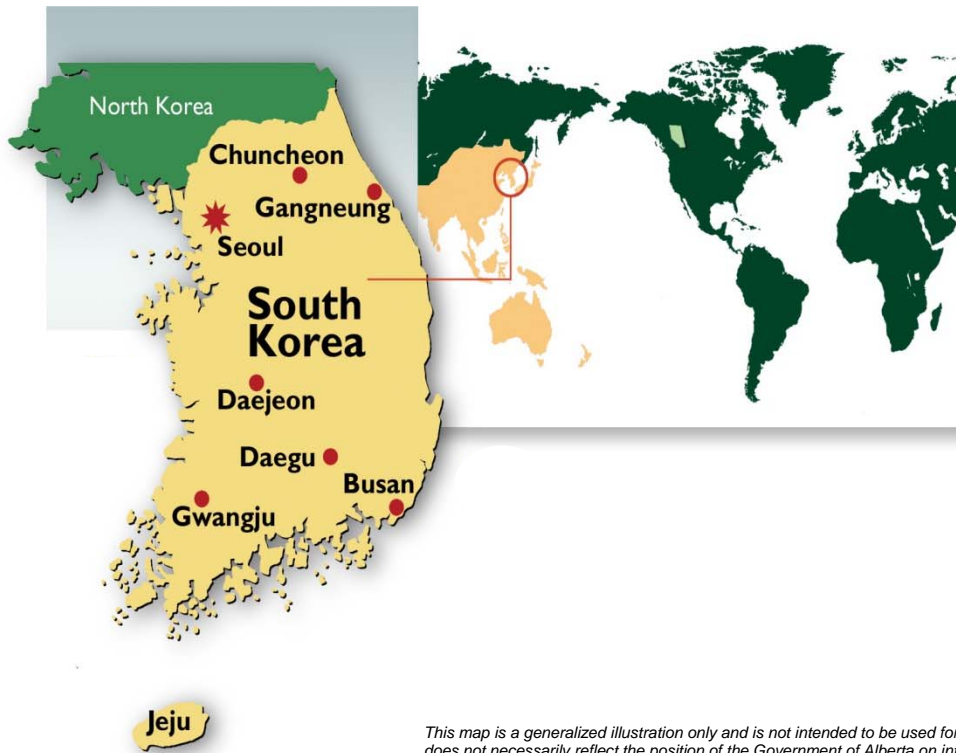 North Korea
Chuncheon
Gangneung
Seoul
South
Korea
Daejeon
Daegu
Busan
Gwangju
Jeju
This map is a generalized illustration only and is not intended to be used for
does not necessarily reflect the position of the Government of Alberta on